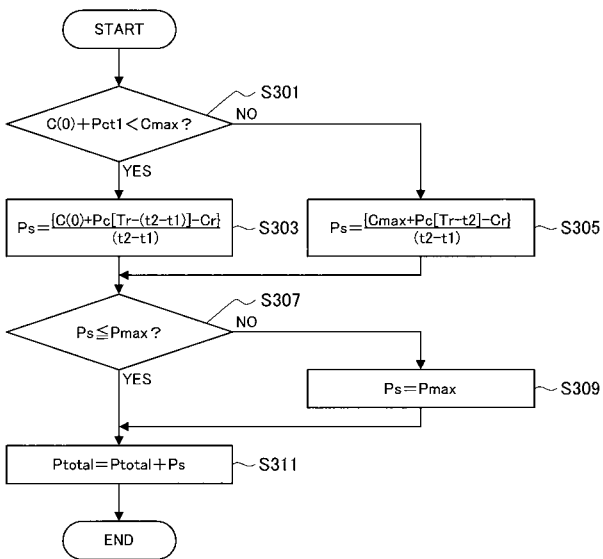 START
S301
C(0)+Pct1<Cmax?
NO
YES
Ps={C(0)+Pc[Tr-(t2-t1)]-Cr}
(t2-t1)
S303
Ps={Cmax+Pc[Tr-t2]-Cr}
(t2-t1)
S305
S307
Ps≦Pmax?
NO
YES
Ps=Pmax
S309
Ptotal=Ptotal+Ps
S311
END